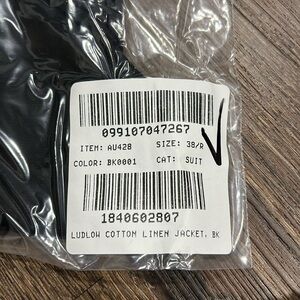 099107047267
ITEM: AU428 SIZE: 38/R
COLOR: BK0001 CAT: SUIT
1840602807
LUDLOW COTTON LINEN JACKET, BK